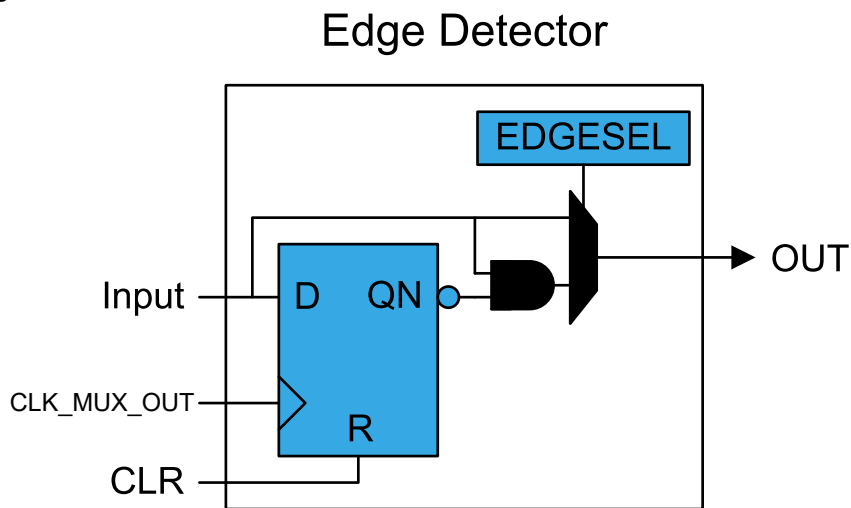 Edge Detector
EDGESEL
OUT
Input
D
QN
CLK_MUX_OUT
R
CLR